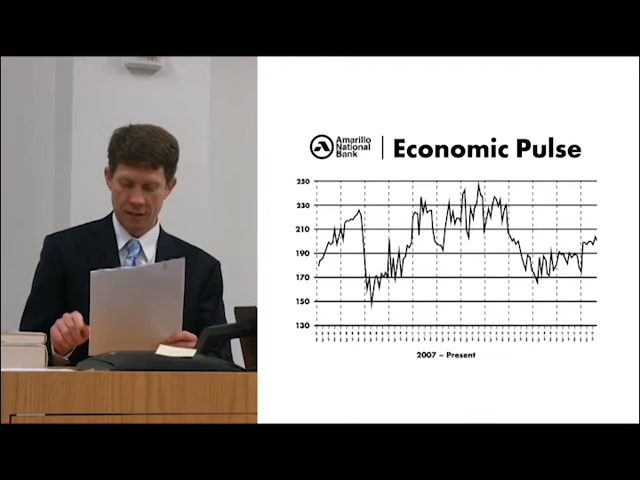 Amarillo
National
Bank
Economic Pulse
250
230
210
190
170
150
130
2007 – Present